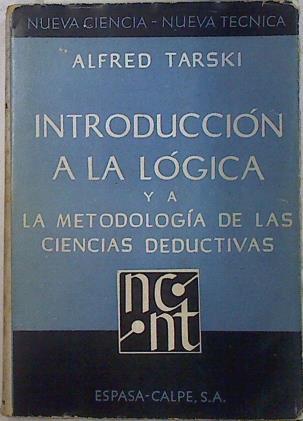 NUEVA CIENCIA - NUEVA TECNICA
ALFRED TARSKI
INTRODUCCIÓN
A LA LÓGICA
Y A
LA METODOLOGÍA DE LAS
CIENCIAS DEDUCTIVAS
nc
nt
ESPASA-CALPE, S.A.